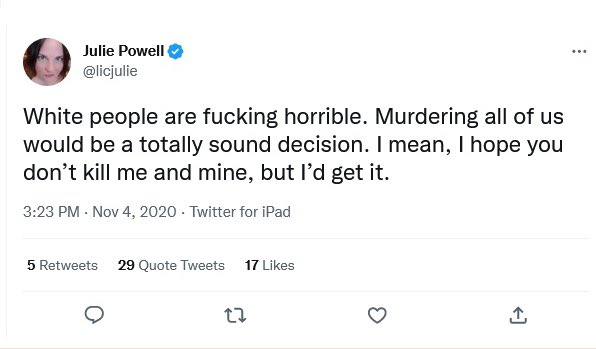 Julie Powell
@licjulie
White people are fucking horrible. Murdering all of us
would be a totally sound decision. I mean, I hope you
don’t kill me and mine, but I’d get it.
3:23 PM · Nov 4, 2020 · Twitter for iPad
5 Retweets 29 Quote Tweets 17 Likes